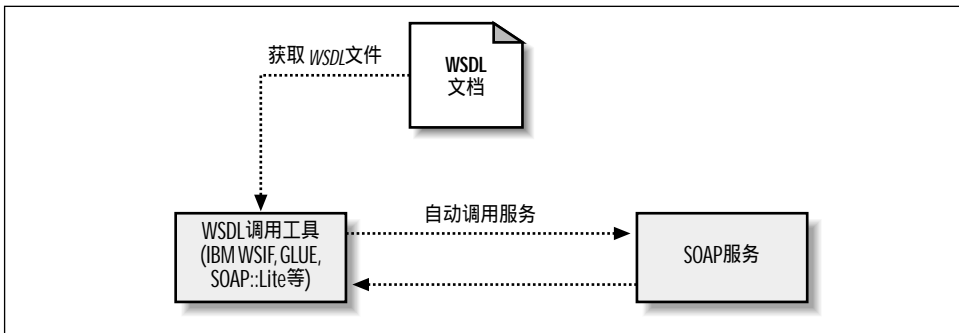 获取 WSDL文件
WSDL
文档
WSDL调用工具
(IBM WSIF, GLUE,
SOAP::Lite等)
自动调用服务
SOAP服务